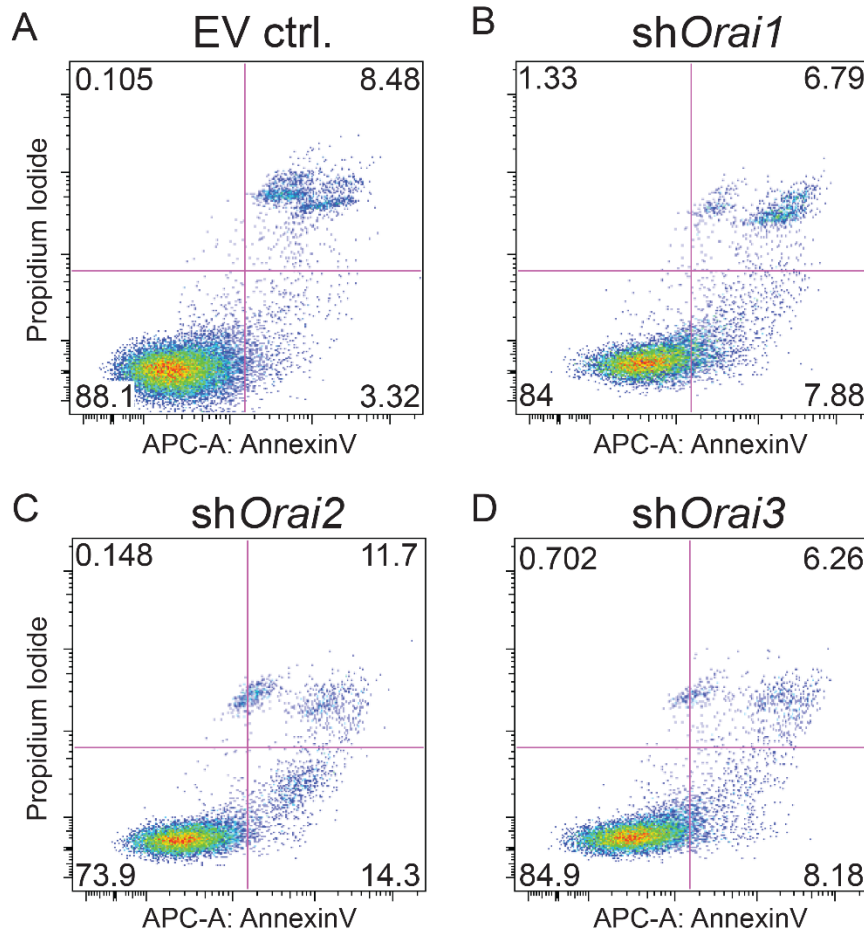 A
EV ctrl.
0.105
8.48
Propidium Iodide
88.1
3.32
APC-A: AnnexinV
B
shOrai1
1.33
6.79
84
7.88
APC-A: AnnexinV
C
shOrai2
0.148
11.7
Propidium Iodide
73.9
14.3
APC-A: AnnexinV
D
shOrai3
0.702
6.26
84.9
8.18
APC-A: AnnexinV